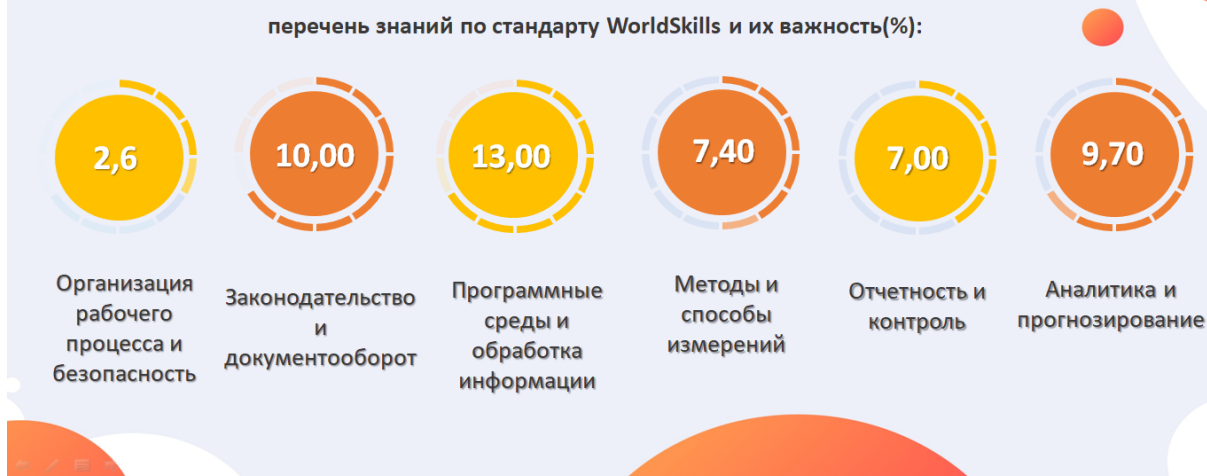 перечень знаний по стандарту WorldSkills и их важность(%):
2,6
10,00
13,00
7,40
7,00
9,70
Организация
рабочего
процесса и
безопасность
Законодательство
и
документооборот
Программные
среды и
обработка
информации
Методы и
способы
измерений
Отчетность и
контроль
Аналитика и
прогнозирование